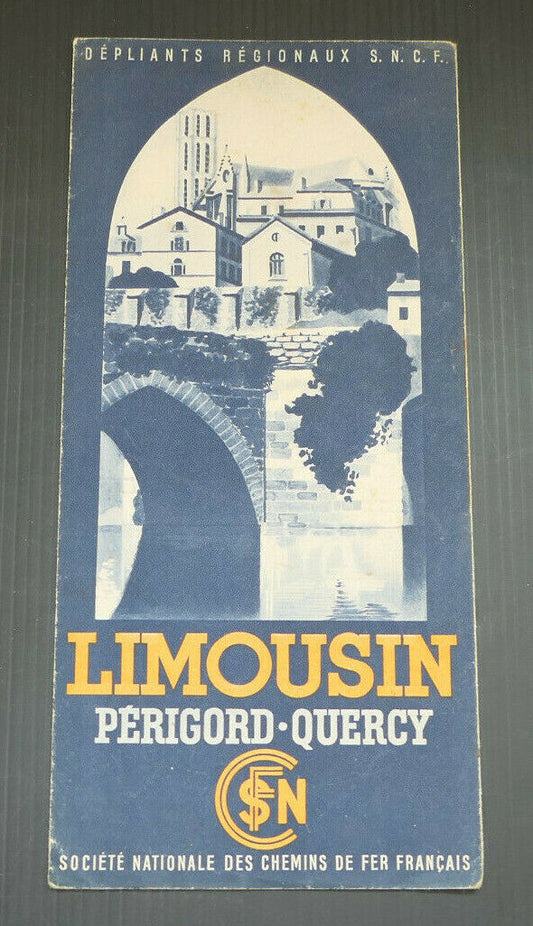 DÉPLIANTS RÉGIONAUX S.N.C.F.
LIMOUSIN
PÉRIGORD·QUERCY
SNCF
SOCIÉTÉ NATIONALE DES CHEMINS DE FER FRANÇAIS